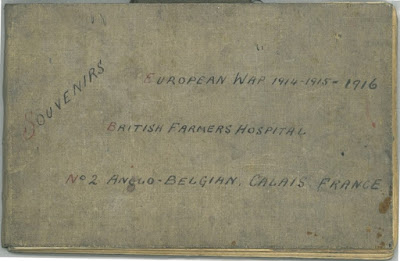 SOUVENIRS
EUROPEAN WAR 1914-1915-1916
BRITISH FARMERS HOSPITAL
No 2 ANGLO-BELGIAN, CALAIS, FRANCE